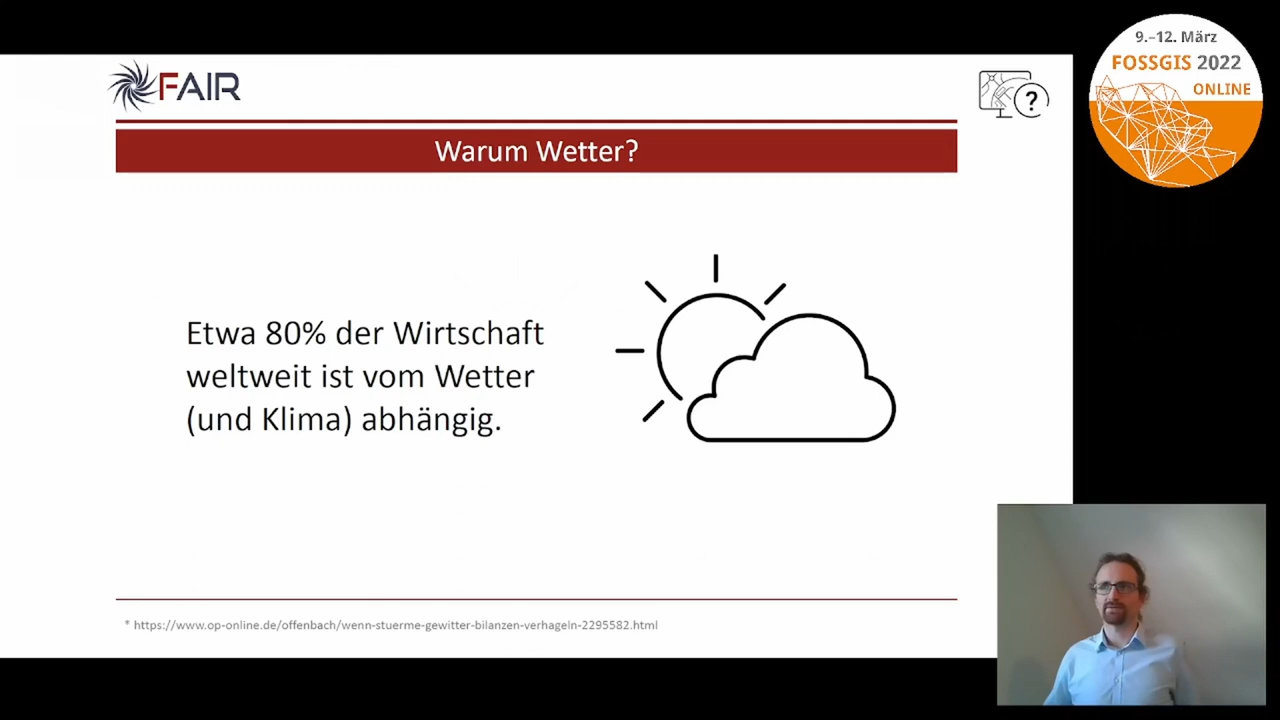 FAIR
?
9.–12. März
FOSSGIS 2022
ONLINE
Warum Wetter?
Etwa 80% der Wirtschaft
weltweit ist vom Wetter
(und Klima) abhängig.
* https://www.op-online.de/offenbach/wenn-stuerme-gewitter-bilanzen-verhageln-2295582.html